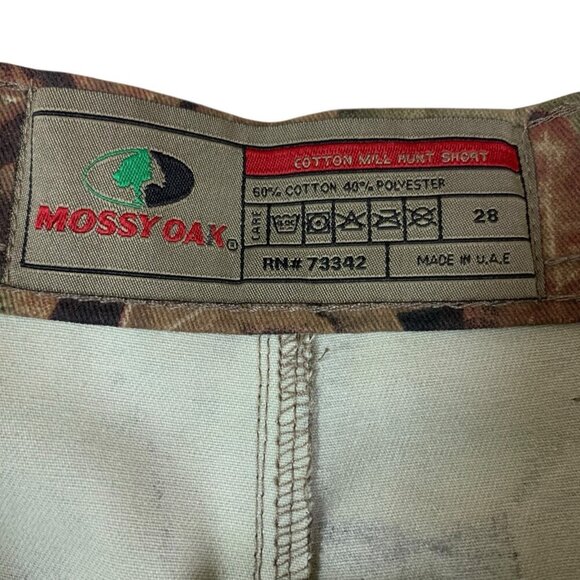 MOSSY OAK®
COTTON MILL HUNT SHORT
60% COTTON 40% POLYESTER
CARE
28
RN# 73342
MADE IN U.A.E